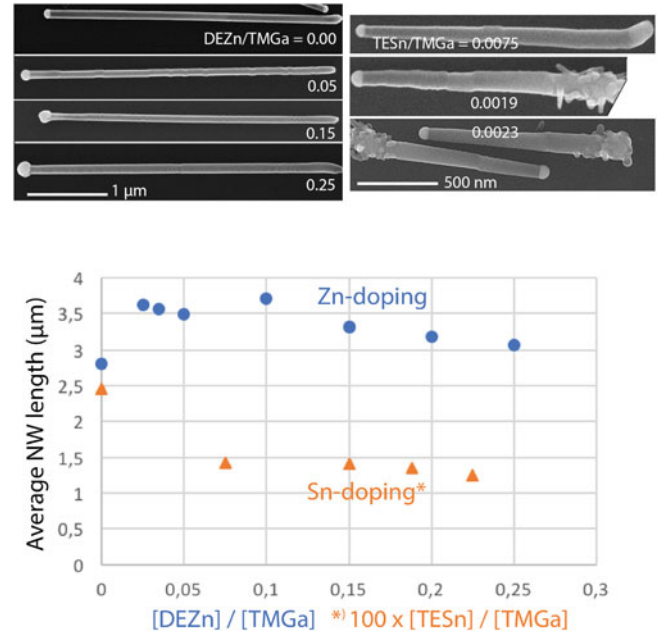 DEZn/TMGa = 0.00
0.05
0.15
0.25
1 µm
TESn/TMGa = 0.0075
0.0019
0.0023
500 nm
Average NW length (µm)
4
3,5
3
2,5
2
1,5
1
0,5
0
Zn-doping
Sn-doping*
0
0,05
0,1
0,15
0,2
0,25
0,3
[DEZn] / [TMGa] *) 100 x [TESn] / [TMGa]